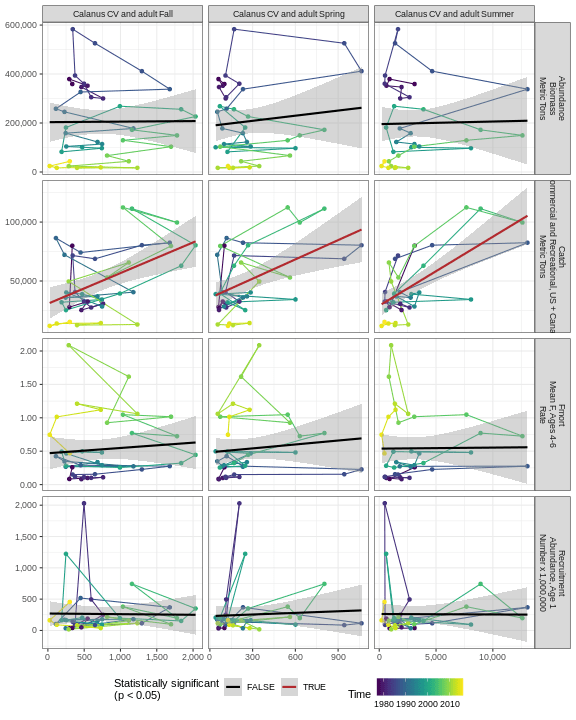 Calanus CV and adult Fall
Calanus CV and adult Spring
Calanus CV and adult Summer
600,000
400,000
200,000
0
Abundance
Biomass
Metric Tons
100,000
50,000
Catch
ommercial and Recreational, US + Cana
Metric Tons
2.00
1.50
1.00
0.50
0.00
Fmort
Mean F, Ages 4-6
Rate
2,000
1,500
1,000
500
0
Recruitment
Abundance, Age 1
Number x 1,000,000
0 500 1,000 1,500 2,000
0 300 600 900
5,000 10,000
Statistically significant
(p < 0.05)
FALSE
TRUE
Time
1980 1990 2000 2010